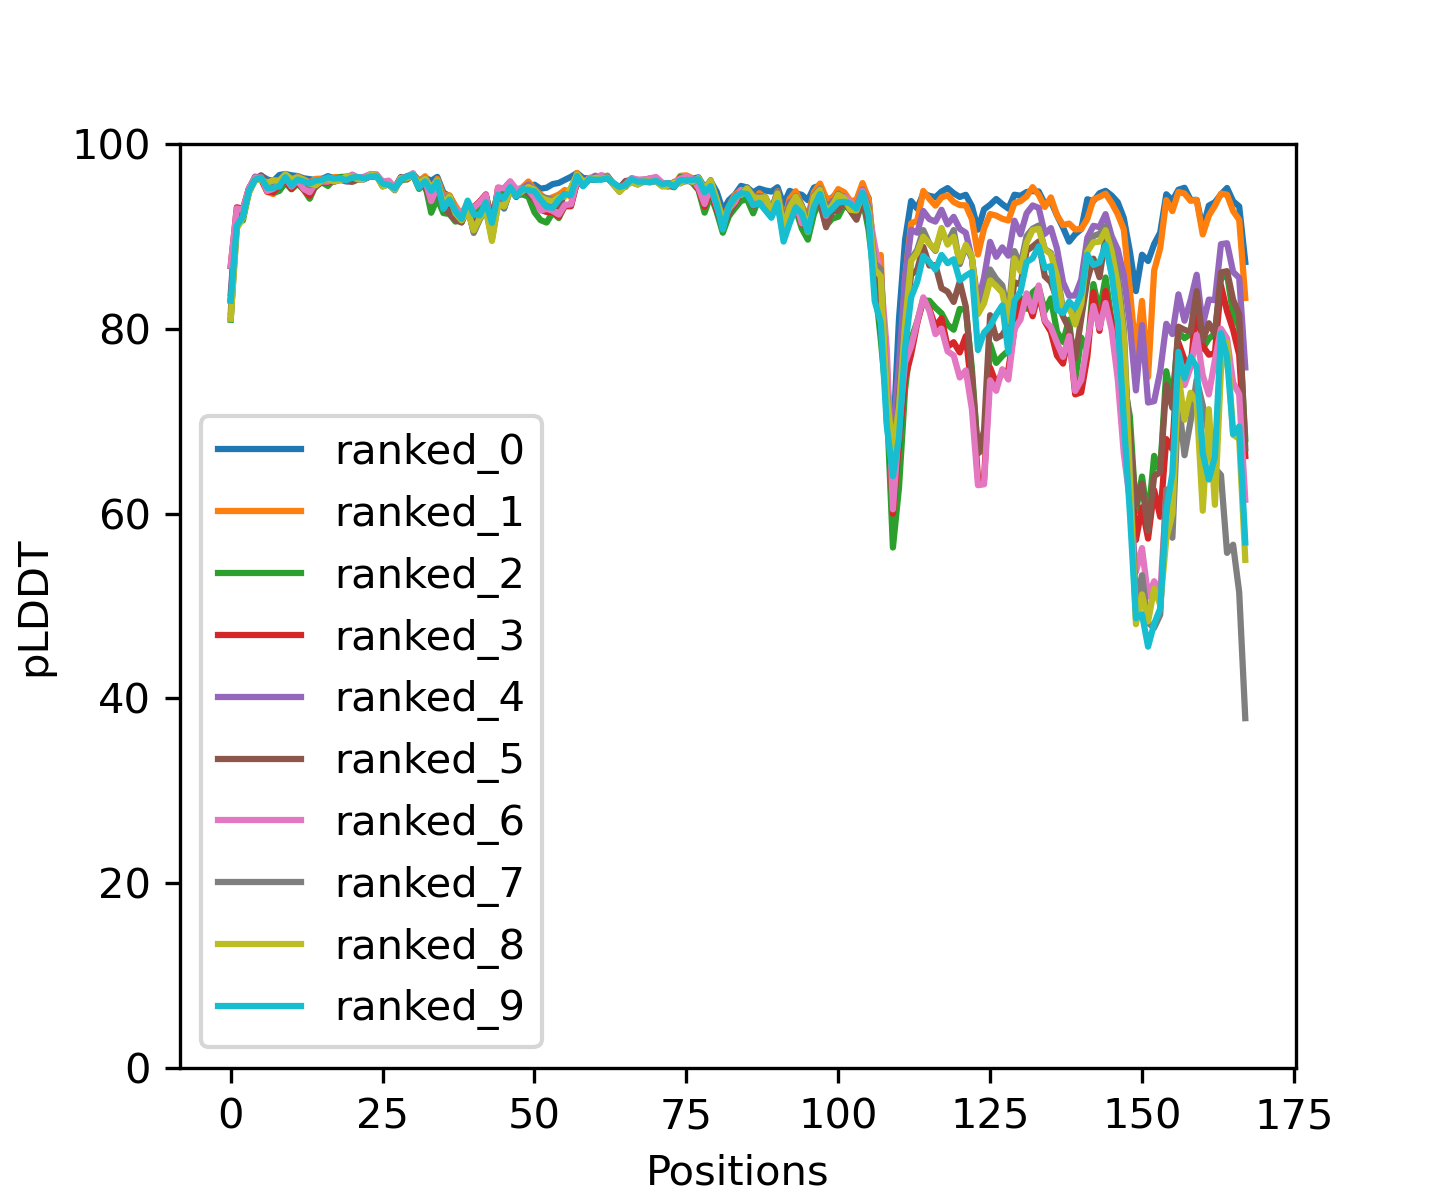 100
80
60
40
20
0
pLDDT
ranked_0
ranked_1
ranked_2
ranked_3
ranked_4
ranked_5
ranked_6
ranked_7
ranked_8
ranked_9
0 25 50 75 100 125 150 175
Positions